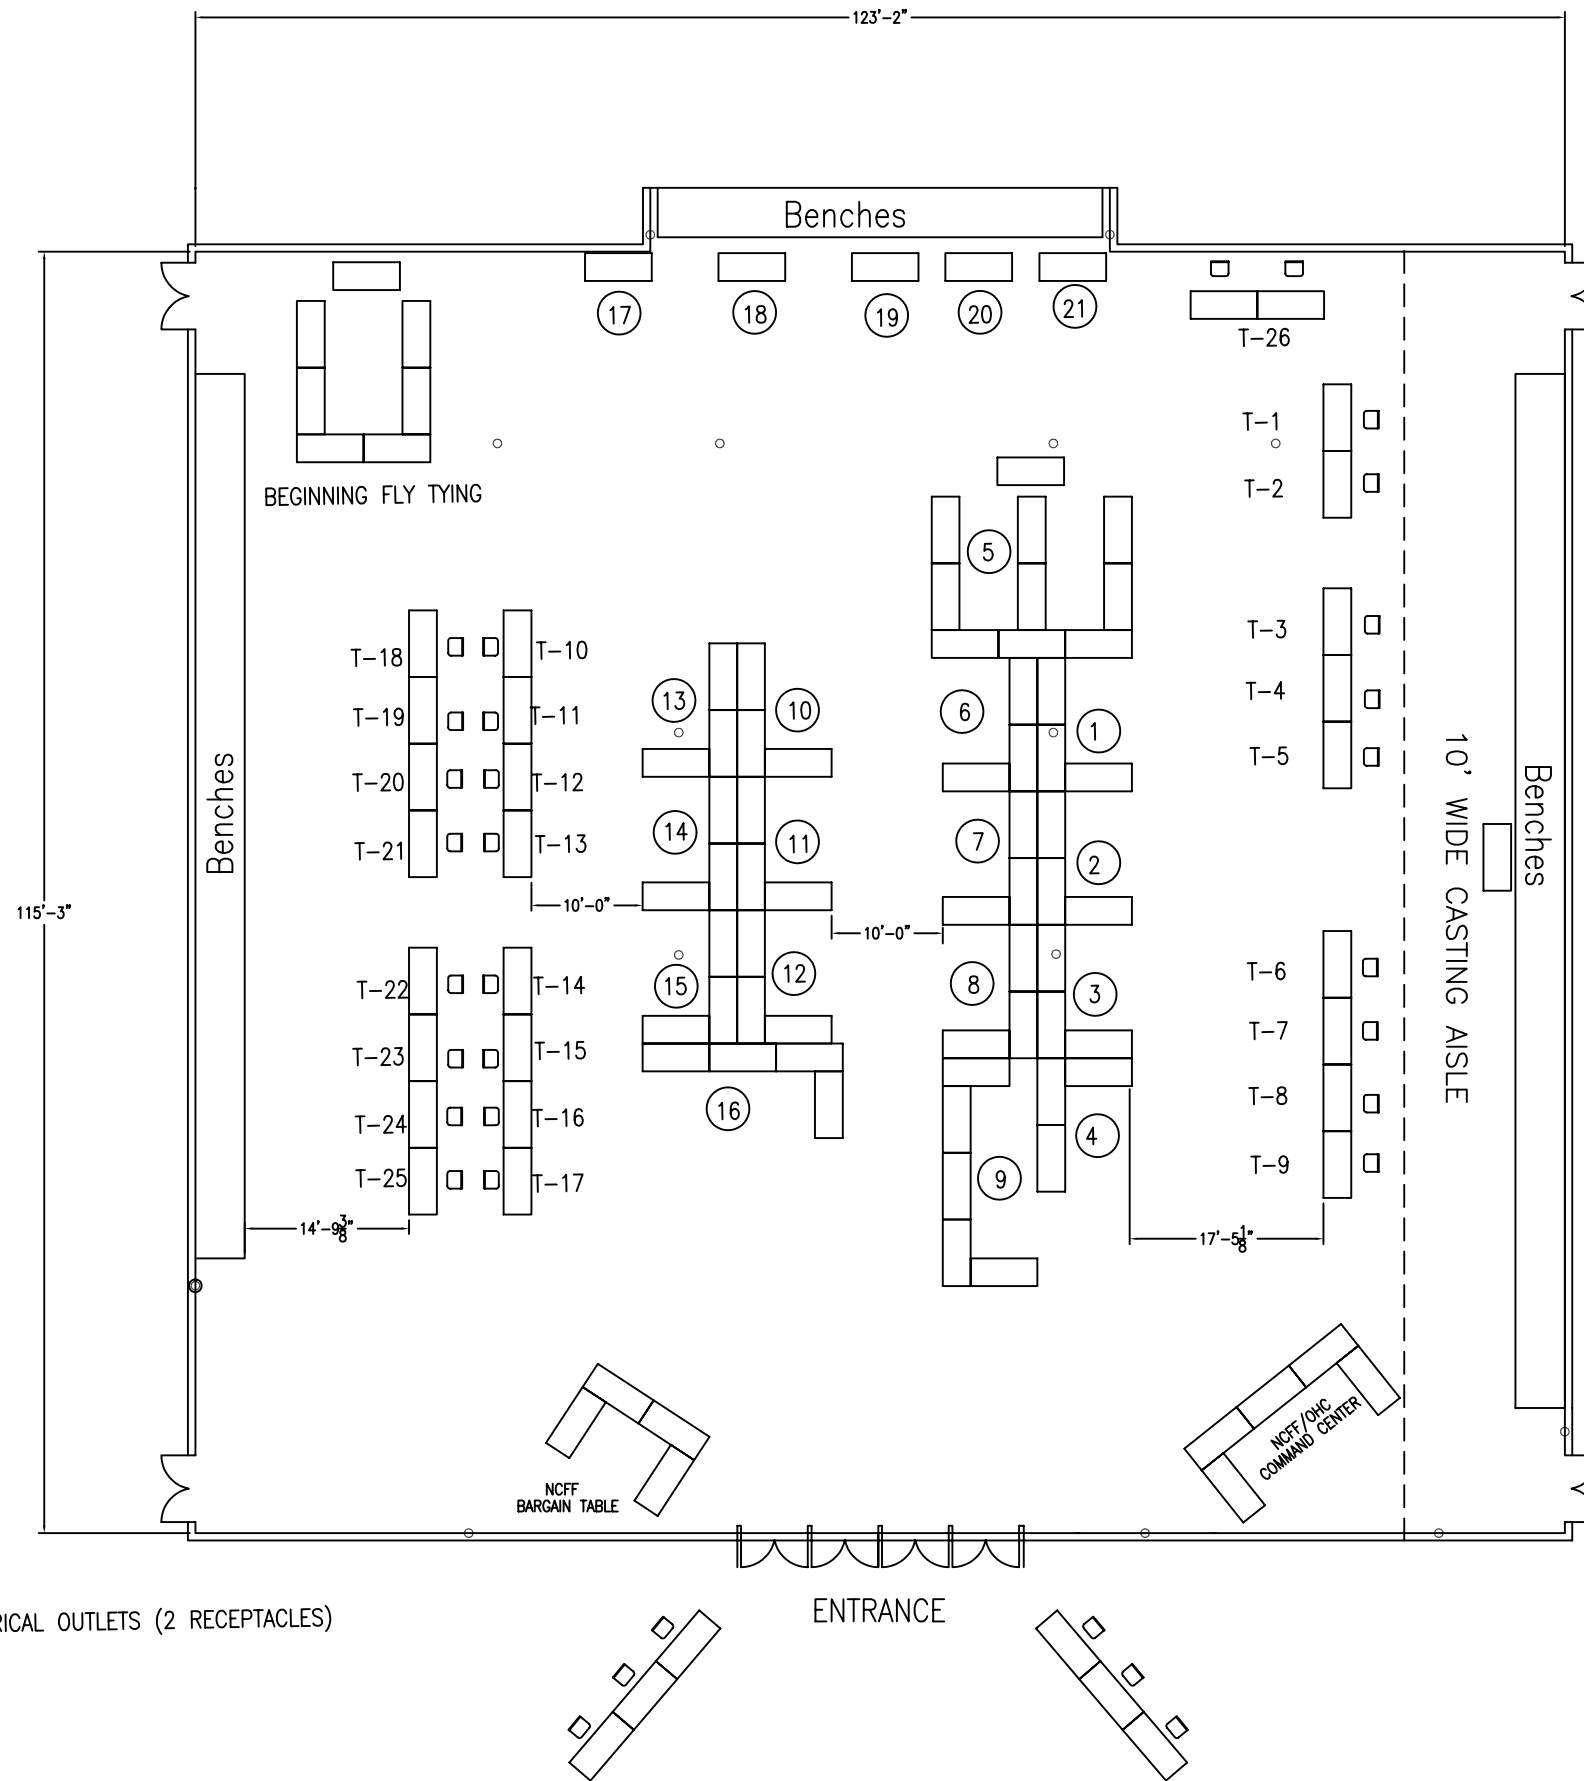 123'-2"
Benches
17
18
19
20
21
T-26
T-1
T-2
BEGINNING FLY TYING
5
T-3
T-18
T-10
13
10
6
1
T-4
T-19
T-11
T-20
T-12
T-5
Benches
Benches
10' WIDE CASTING AISLE
14
11
7
2
T-21
T-13
115'-3"
10'-0"
10'-0"
T-6
T-22
T-14
15
12
8
3
T-7
T-23
T-15
16
T-8
T-24
T-16
4
T-9
T-25
T-17
9
14'-9 3/8"
17'-5 1/8"
NCFF/OHC
COMMAND CENTER
NCFF
BARGAIN TABLE
ENTRANCE
RICAL OUTLETS (2 RECEPTACLES)